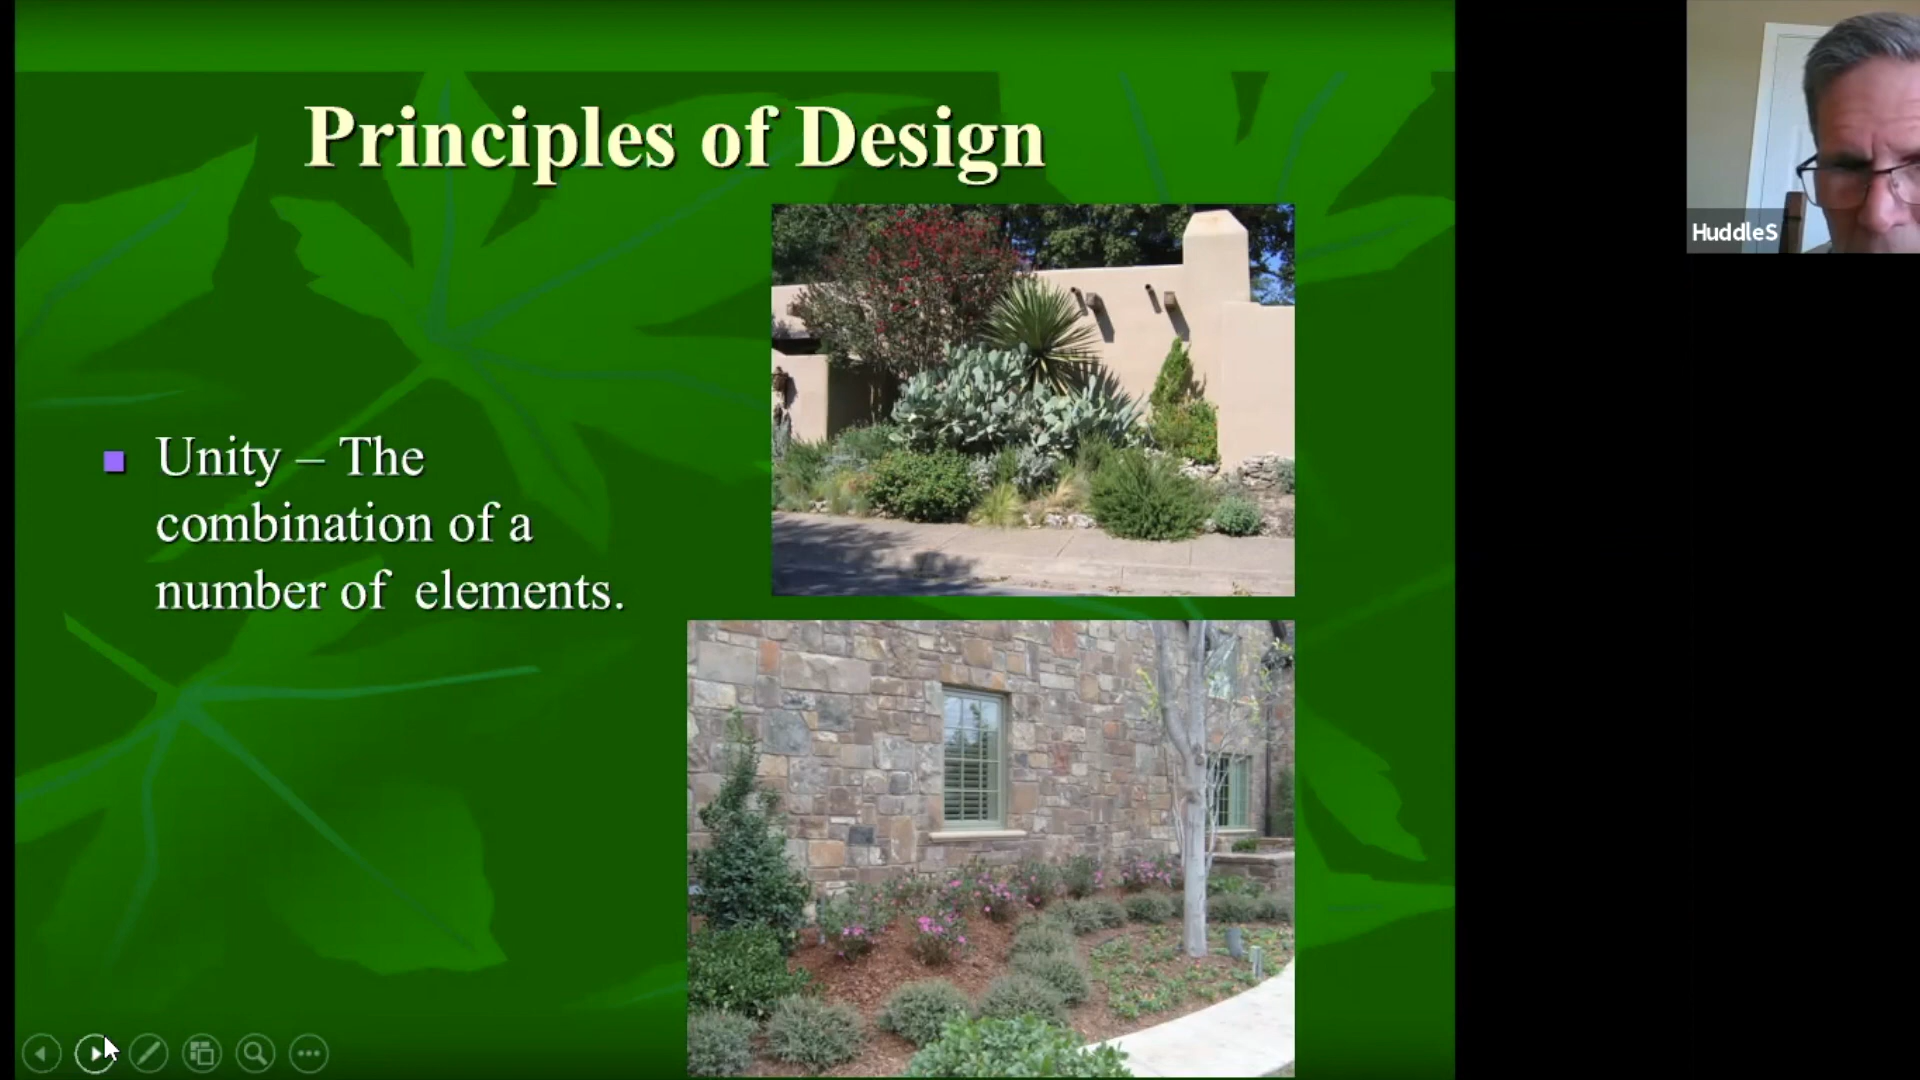 Principles of Design
HuddleS
Unity – The
combination of a
number of elements.